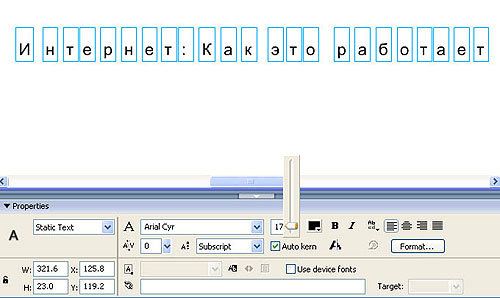 Интернет: Как это работает
Properties
A Static Text A Arial Cyr 17 B I
A V 0 Subscript Auto kern Format...
W: 321.6 X: 125.8 Use device fonts
H: 23.0 Y: 119.2 Target: